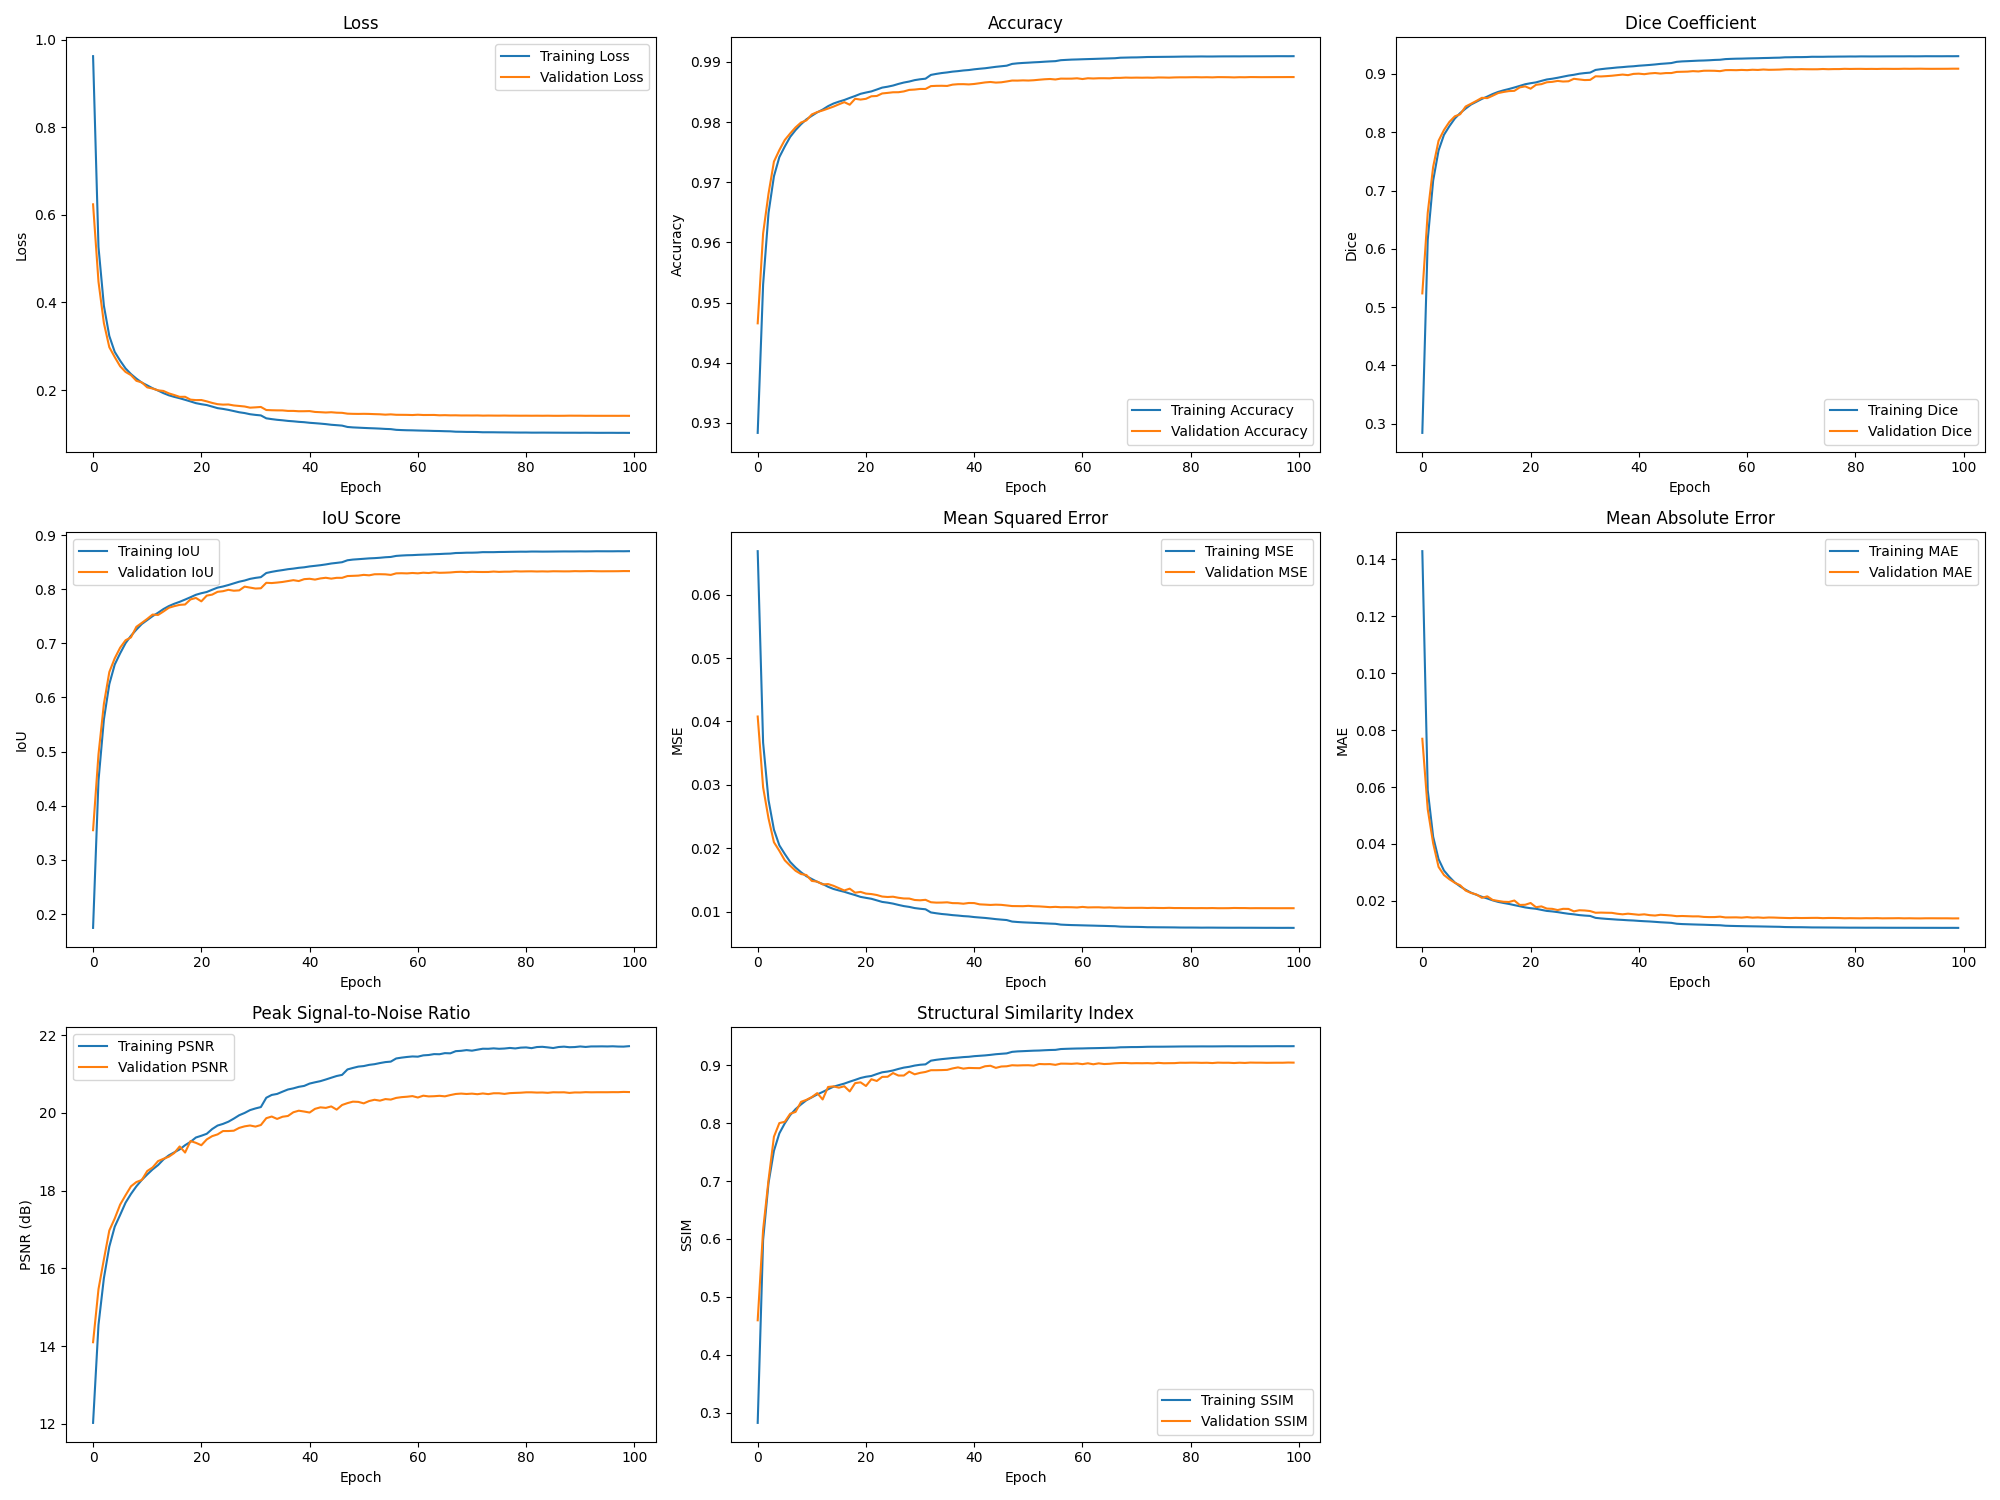 Loss
1.0
0.8
0.6
0.4
0.2
Loss
0 20 40 60 80 100
Epoch
Training Loss
Validation Loss
Accuracy
0.99
0.98
0.97
0.96
0.95
0.94
0.93
Accuracy
0 20 40 60 80 100
Epoch
Training Accuracy
Validation Accuracy
Dice Coefficient
0.9
0.8
0.7
0.6
0.5
0.4
0.3
Dice
0 20 40 60 80 100
Epoch
Training Dice
Validation Dice
IoU Score
0.9
0.8
0.7
0.6
0.5
0.4
0.3
0.2
IoU
0 20 40 60 80 100
Epoch
Training IoU
Validation IoU
Mean Squared Error
0.06
0.05
0.04
0.03
0.02
0.01
MSE
0 20 40 60 80 100
Epoch
Training MSE
Validation MSE
Mean Absolute Error
0.14
0.12
0.10
0.08
0.06
0.04
0.02
MAE
0 20 40 60 80 100
Epoch
Training MAE
Validation MAE
Peak Signal-to-Noise Ratio
22
20
18
16
14
12
PSNR (dB)
0 20 40 60 80 100
Epoch
Training PSNR
Validation PSNR
Structural Similarity Index
0.9
0.8
0.7
0.6
0.5
0.4
0.3
SSIM
0 20 40 60 80 100
Epoch
Training SSIM
Validation SSIM